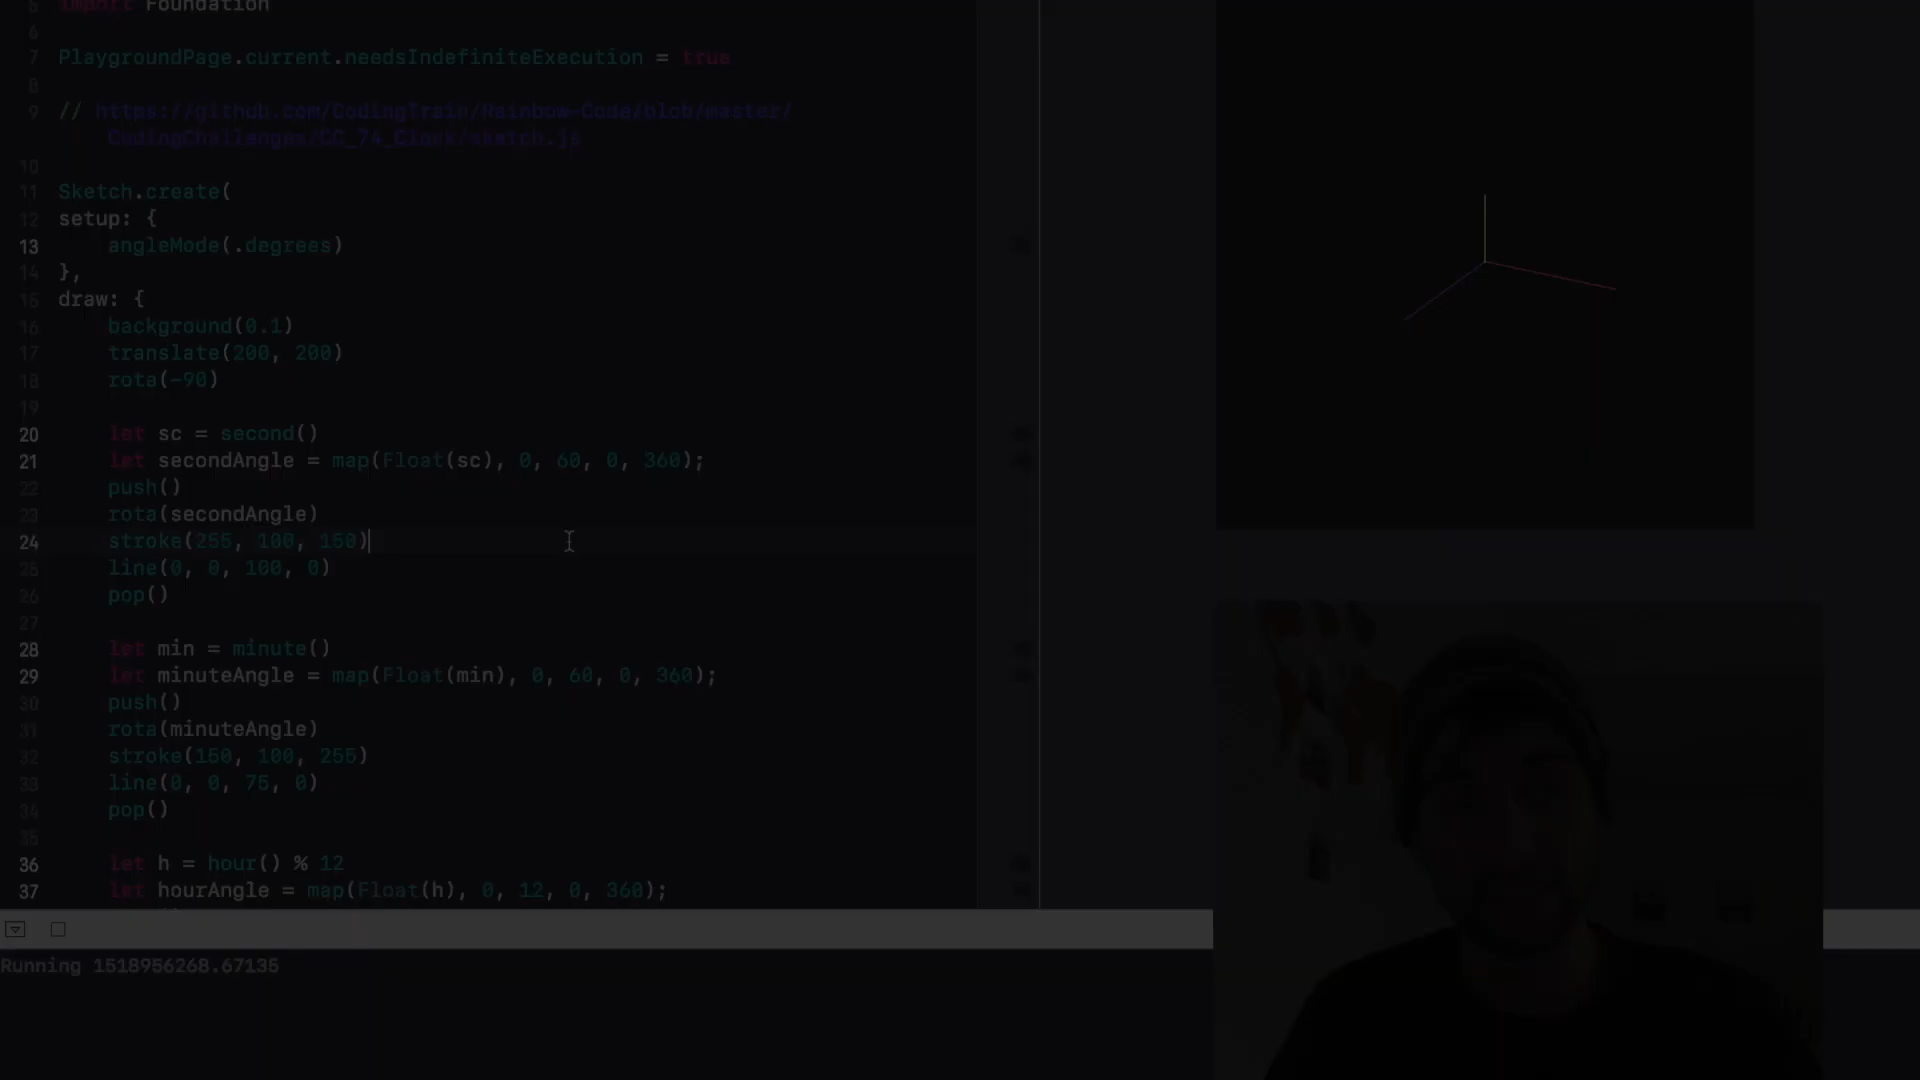 5 import Foundation
6
7 PlaygroundPage.current.needsIndefiniteExecution = true
8
9 // https://github.com/CodingTrain/Rainbow-Code/blob/master/
CodingChallenges/CC_74_Clock/sketch.js
10
11 Sketch.create(
12 setup: {
13 angleMode(.degrees)
14 },
15 draw: {
16 background(0.1)
17 translate(200, 200)
18 rota(-90)
19
20 let sc = second()
21 let secondAngle = map(Float(sc), 0, 60, 0, 360);
22 push()
23 rota(secondAngle)
24 stroke(255, 100, 150)
25 line(0, 0, 100, 0)
26 pop()
27
28 let min = minute()
29 let minuteAngle = map(Float(min), 0, 60, 0, 360);
30 push()
31 rota(minuteAngle)
32 stroke(150, 100, 255)
33 line(0, 0, 75, 0)
34 pop()
35
36 let h = hour() % 12
37 let hourAngle = map(Float(h), 0, 12, 0, 360);
Running 1518956268.67135